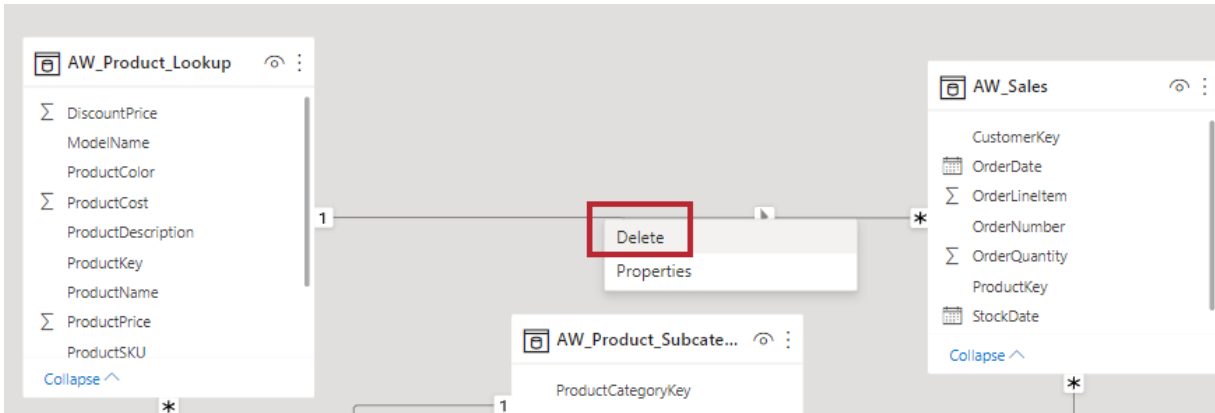 AW_Product_Lookup
DiscountPrice
ModelName
ProductColor
ProductCost
ProductDescription
ProductKey
ProductName
ProductPrice
ProductSKU
Collapse
*
1
Delete
Properties
*
AW_Sales
CustomerKey
OrderDate
OrderLineItem
OrderNumber
OrderQuantity
ProductKey
StockDate
Collapse
*
AW_Product_Subcate...
ProductCategoryKey
1